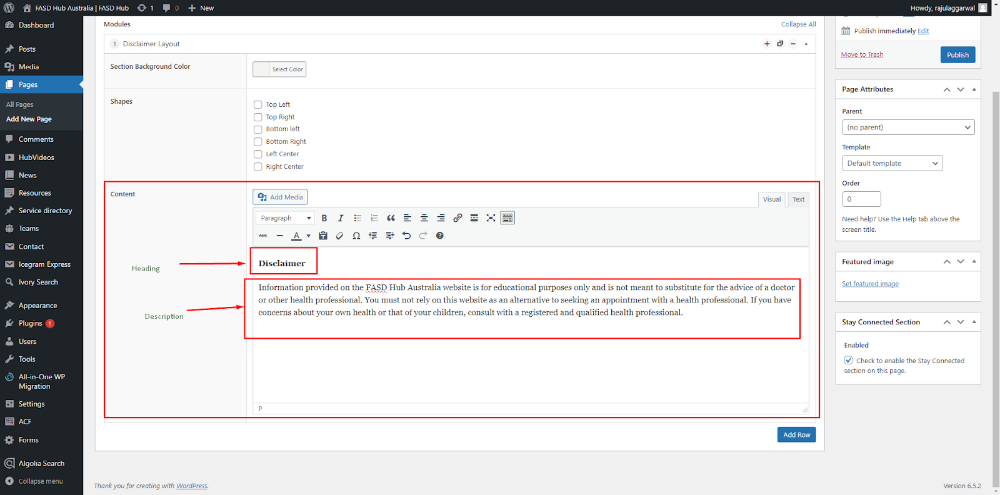 FASD Hub Australia | FASD Hub 1 0 New
Howdy, rajulaggarwal
Dashboard
Posts
Media
Pages
All Pages
Add New Page
Comments
HubVideos
News
Resources
Service directory
Teams
Contact
Icegram Express
Ivory Search
Appearance
Plugins 1
Users
Tools
All-in-One WP
Migration
Settings
ACF
Forms
Algolia Search
Collapse menu
Modules
Collapse All
1 Disclaimer Layout
Section Background Color
Select Color
Shapes
Top Left
Top Right
Bottom left
Bottom Right
Left Center
Right Center
Content
Add Media
Visual Text
Paragraph
B I
ABC A
Heading
Disclaimer
Description
Information provided on the FASD Hub Australia website is for educational purposes only and is not meant to substitute for the advice of a doctor
or other health professional. You must not rely on this website as an alternative to seeking an appointment with a health professional. If you have
concerns about your own health or that of your children, consult with a registered and qualified health professional.
P
Add Row
Publish immediately Edit
Move to Trash
Publish
Page Attributes
Parent
(no parent)
Template
Default template
Order
0
Need help? Use the Help tab above the
screen title.
Featured image
Set featured image
Stay Connected Section
Enabled
Check to enable the Stay Connected
section on this page.
Thank you for creating with WordPress.
Version 6.5.2